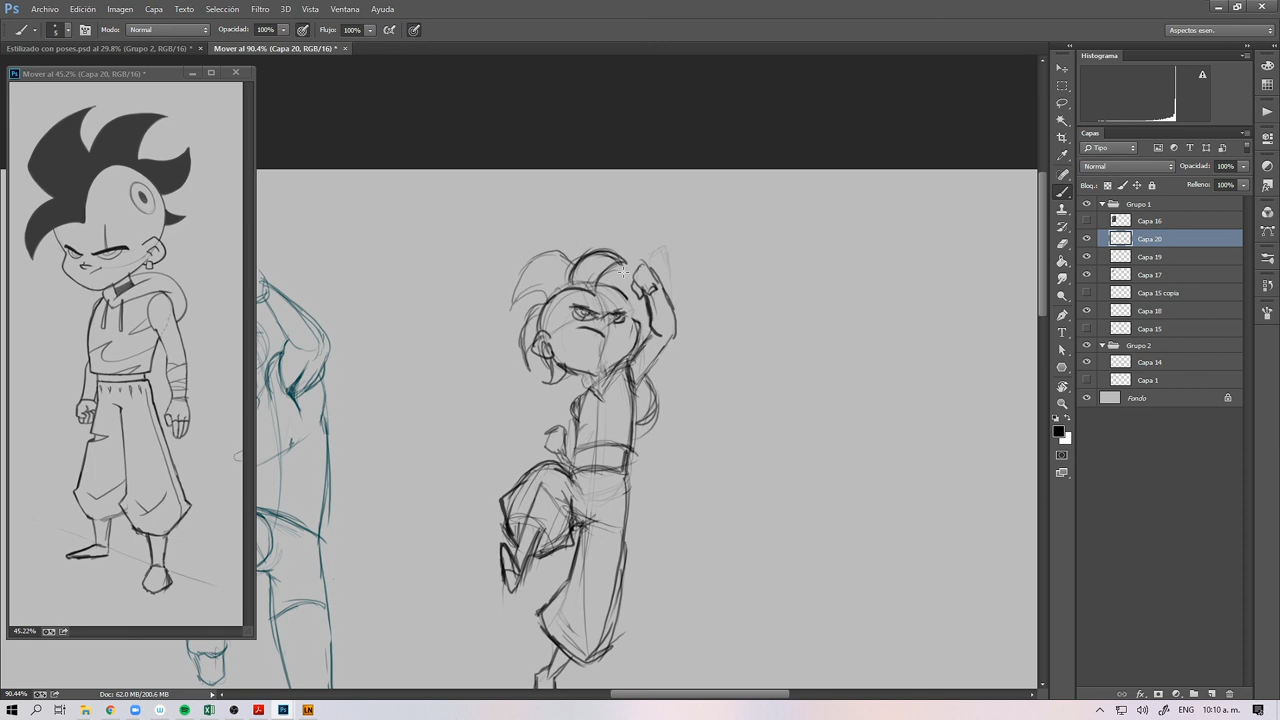 Ps Archivo Edición Imagen Capa Texto Selección Filtro 3D Vista Ventana Ayuda
5 Modo: Normal Opacidad: 100% Flujo: 100% Aspectos esen.
Estilizado con poses.psd al 29.8% (Grupo 2, RGB/16) * × Mover al 90.4% (Capa 20, RGB/16) * ×
Histograma
Ps Mover al 45.2% (Capa 20, RGB/16) *
Capas
Tipo
Normal Opacidad: 100%
Bloq.: Relleno: 100%
Grupo 1
Capa 16
Capa 20
Capa 19
Capa 17
Capa 15 copia
Capa 18
Capa 15
Grupo 2
Capa 14
Capa 1
Fondo
45.22%
90.44% Doc: 62.0 MB/200.6 MB
ENG 10:10 a. m.